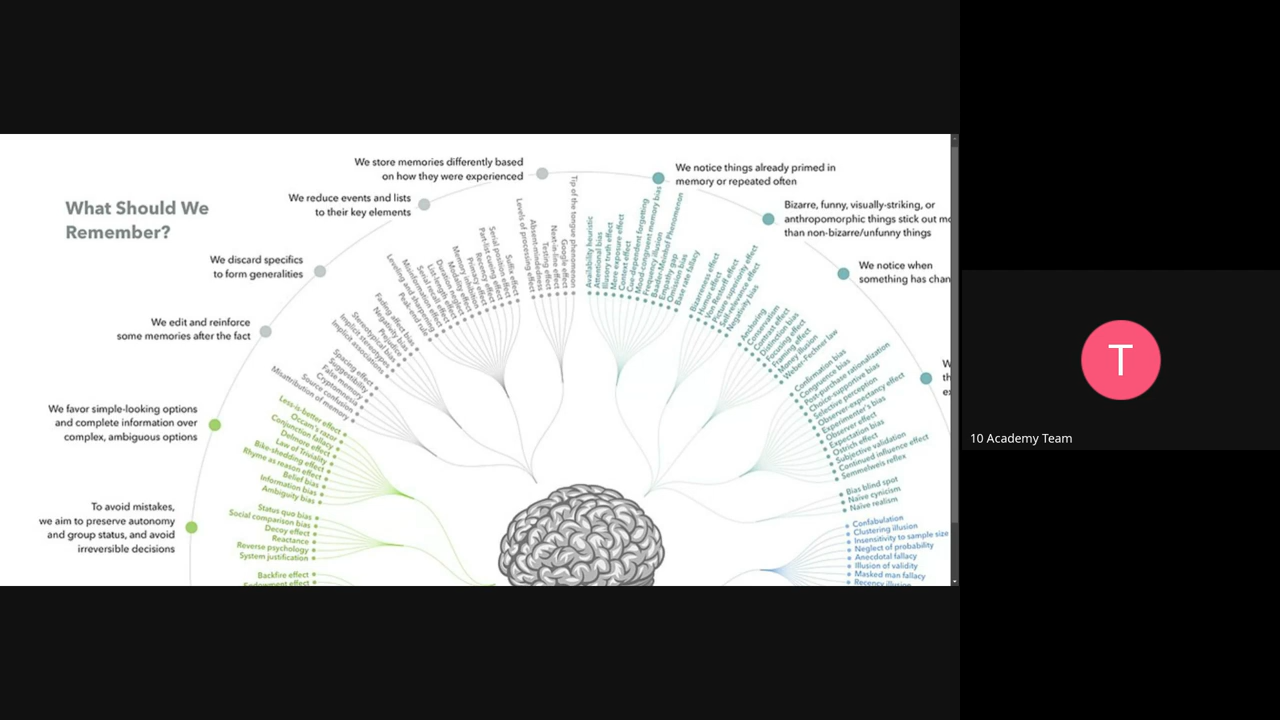 What Should We
Remember?
We store memories differently based
on how they were experienced
We reduce events and lists
to their key elements
We discard specifics
to form generalities
We edit and reinforce
some memories after the fact
We favor simple-looking options
and complete information over
complex, ambiguous options
To avoid mistakes,
we aim to preserve autonomy
and group status, and avoid
irreversible decisions
We notice things already primed in
memory or repeated often
Bizarre, funny, visually-striking, or
anthropomorphic things stick out mo
than non-bizarre/unfunny things
We notice when
something has chan
W
th
ex
Tip of the tongue phenomenon
Google effect
Next-in-line effect
Testing effect
Absent-mindedness
Levels of processing effect
Suffix effect
Serial position effect
Part-list cueing effect
Recency effect
Primacy effect
Memory inhibition
Modality effect
Duration neglect
List-length effect
Serial recall effect
Misinformation effect
Leveling and sharpening
Peak-end rule
Fading affect bias
Negativity bias
Prejudice
Stereotypical bias
Implicit stereotypes
Implicit associations
Spacing effect
Suggestibility
False memory
Cryptomnesia
Source confusion
Misattribution of memory
Less-is-better effect
Occam's razor
Conjunction fallacy
Delmore effect
Law of Triviality
Bike-shedding effect
Rhyme as reason effect
Belief bias
Information bias
Ambiguity bias
Status quo bias
Social comparison bias
Decoy effect
Reactance
Reverse psychology
System justification
Backfire effect
Endowment effect
Availability heuristic
Attentional bias
Illusory truth effect
Mere exposure effect
Context effect
Cue-dependent forgetting
Mood-congruent memory bias
Frequency illusion
Baader-Meinhof Phenomenon
Empathy gap
Omission bias
Base rate fallacy
Bizarreness effect
Humor effect
Von Restorff effect
Picture superiority effect
Self-relevance effect
Negativity bias
Anchoring
Conservatism
Contrast effect
Distinction bias
Focusing effect
Framing effect
Money illusion
Weber-Fechner law
Confirmation bias
Congruence bias
Post-purchase rationalization
Choice-supportive bias
Selective perception
Observer-expectancy effect
Experimenter's bias
Observer effect
Expectation bias
Ostrich effect
Subjective validation
Continued influence effect
Semmelweis reflex
Bias blind spot
Naive cynicism
Naive realism
Confabulation
Clustering illusion
Insensitivity to sample size
Neglect of probability
Anecdotal fallacy
Illusion of validity
Masked man fallacy
Recency illusion
T
10 Academy Team